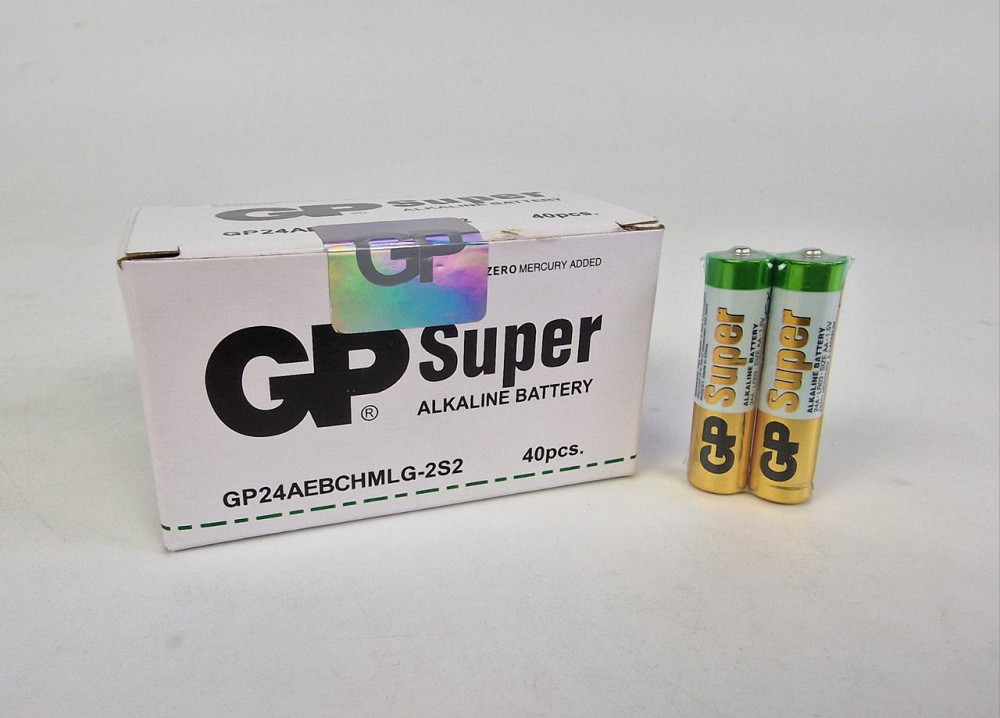 GP® Super
ALKALINE BATTERY
40pcs.
GP
ZERO MERCURY ADDED
GP® Super
ALKALINE BATTERY
GP24AEBCHMLG-2S2
40pcs.
GP Super
ALKALINE BATTERY
GP Super
ALKALINE BATTERY